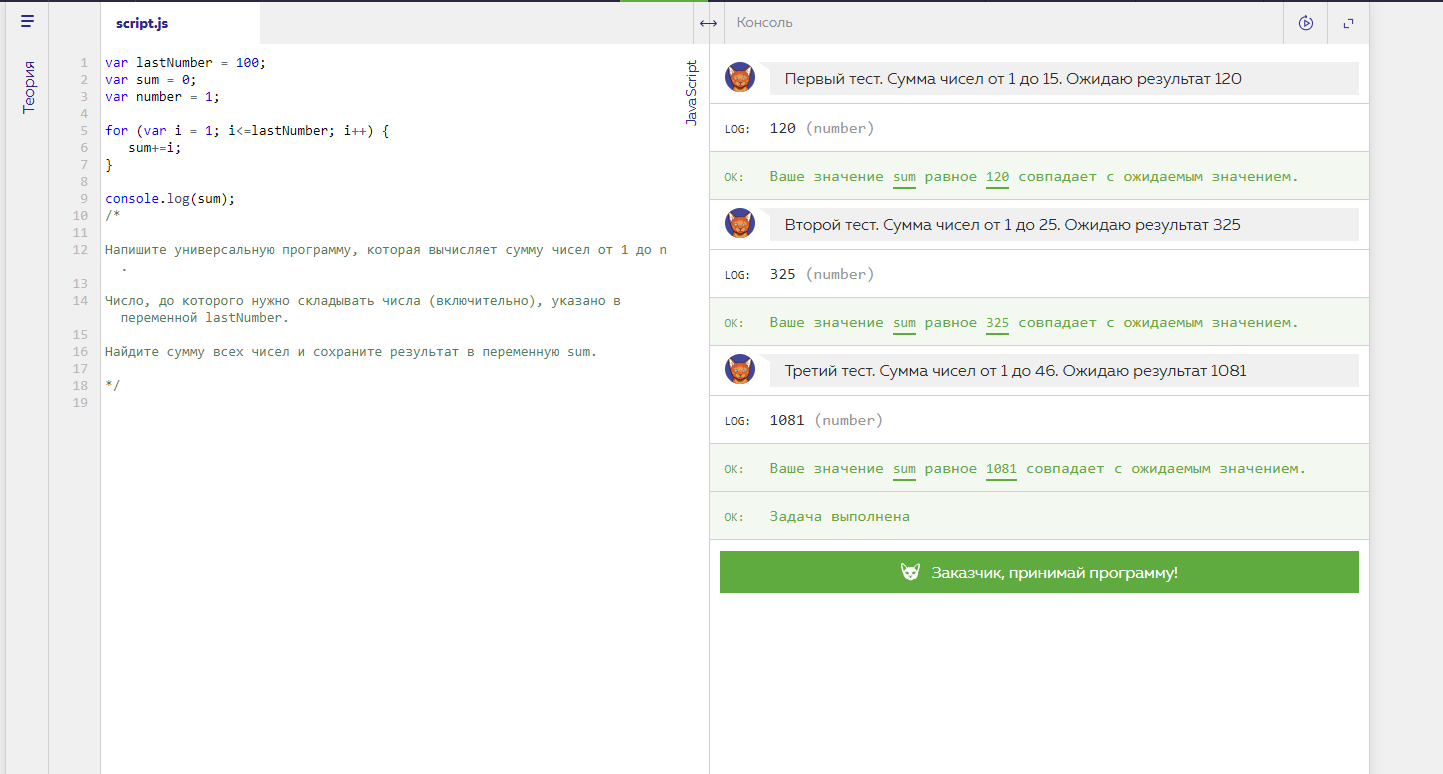 script.js
Консоль
Теория
JavaScript
1 var lastNumber = 100;
2 var sum = 0;
3 var number = 1;
4
5 for (var i = 1; i<=lastNumber; i++) {
6 sum+=i;
7 }
8
9 console.log(sum);
10 /*
11
12 Напишите универсальную программу, которая вычисляет сумму чисел от 1 до n
.
13
14 Число, до которого нужно складывать числа (включительно), указано в
переменной lastNumber.
15
16 Найдите сумму всех чисел и сохраните результат в переменную sum.
17
18 */
19
Первый тест. Сумма чисел от 1 до 15. Ожидаю результат 120
LOG: 120 (number)
OK: Ваше значение sum равное 120 совпадает с ожидаемым значением.
Второй тест. Сумма чисел от 1 до 25. Ожидаю результат 325
LOG: 325 (number)
OK: Ваше значение sum равное 325 совпадает с ожидаемым значением.
Третий тест. Сумма чисел от 1 до 46. Ожидаю результат 1081
LOG: 1081 (number)
OK: Ваше значение sum равное 1081 совпадает с ожидаемым значением.
OK: Задача выполнена
Заказчик, принимай программу!